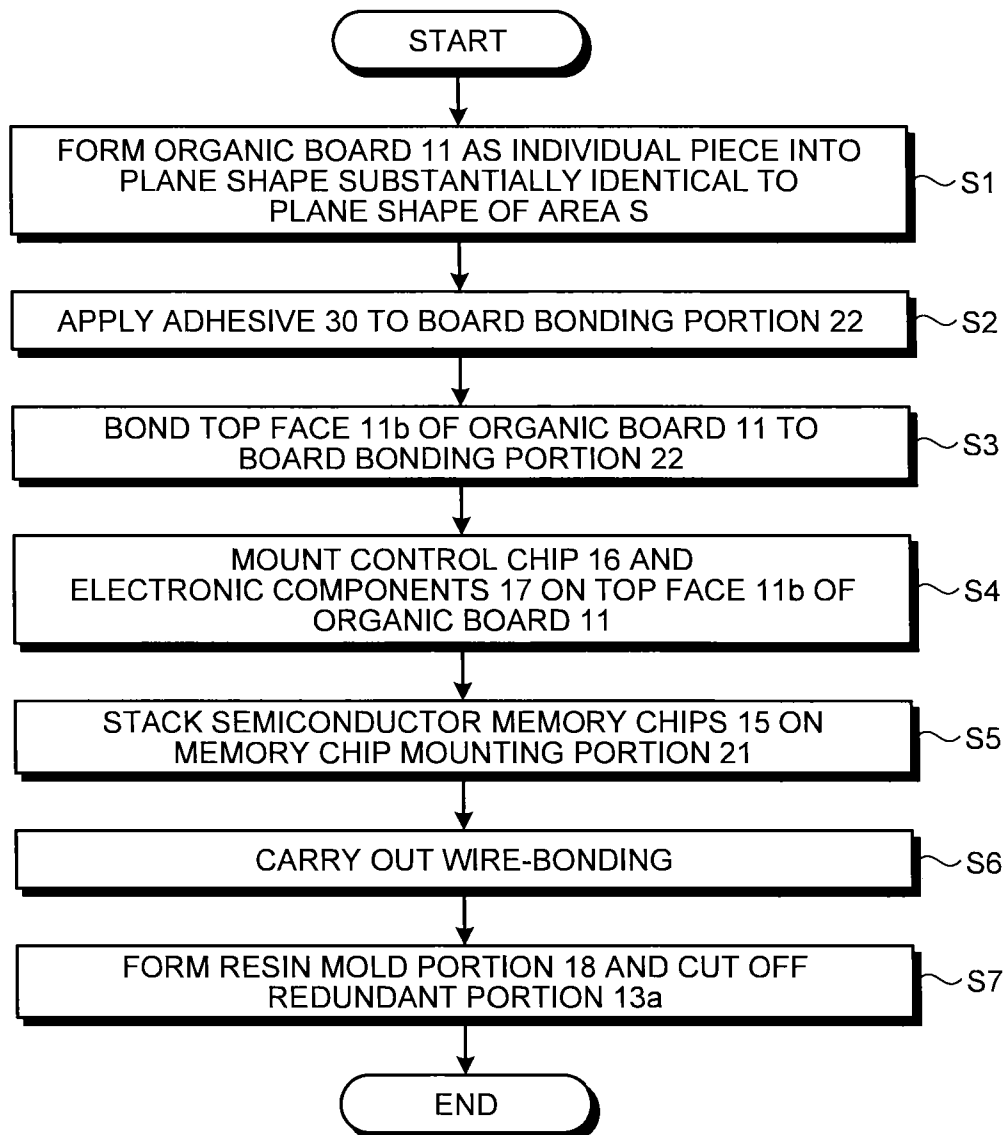 START
FORM ORGANIC BOARD 11 AS INDIVIDUAL PIECE INTO
PLANE SHAPE SUBSTANTIALLY IDENTICAL TO
PLANE SHAPE OF AREA S
S1
APPLY ADHESIVE 30 TO BOARD BONDING PORTION 22
S2
BOND TOP FACE 11b OF ORGANIC BOARD 11 TO
BOARD BONDING PORTION 22
S3
MOUNT CONTROL CHIP 16 AND
ELECTRONIC COMPONENTS 17 ON TOP FACE 11b OF
ORGANIC BOARD 11
S4
STACK SEMICONDUCTOR MEMORY CHIPS 15 ON
MEMORY CHIP MOUNTING PORTION 21
S5
CARRY OUT WIRE-BONDING
S6
FORM RESIN MOLD PORTION 18 AND CUT OFF
REDUNDANT PORTION 13a
S7
END